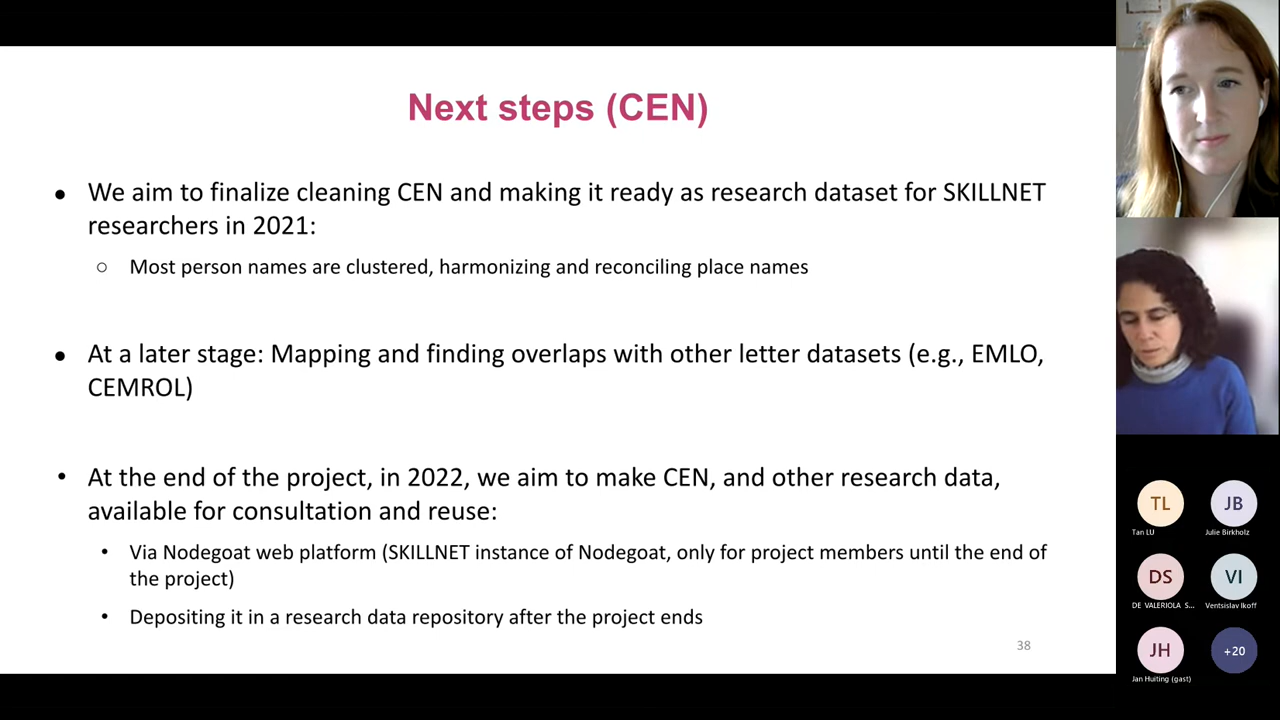 Next steps (CEN)
● We aim to finalize cleaning CEN and making it ready as research dataset for SKILLNET
researchers in 2021:
○ Most person names are clustered, harmonizing and reconciling place names
● At a later stage: Mapping and finding overlaps with other letter datasets (e.g., EMLO,
CEMROL)
• At the end of the project, in 2022, we aim to make CEN, and other research data,
available for consultation and reuse:
• Via Nodegoat web platform (SKILLNET instance of Nodegoat, only for project members until the end of
the project)
• Depositing it in a research data repository after the project ends
38
TL
Tan LU
JB
Julie Birkholz
DS
DE VALERIOLA S...
VI
Ventsislav Ikoff
JH
Jan Huiting (gast)
+20